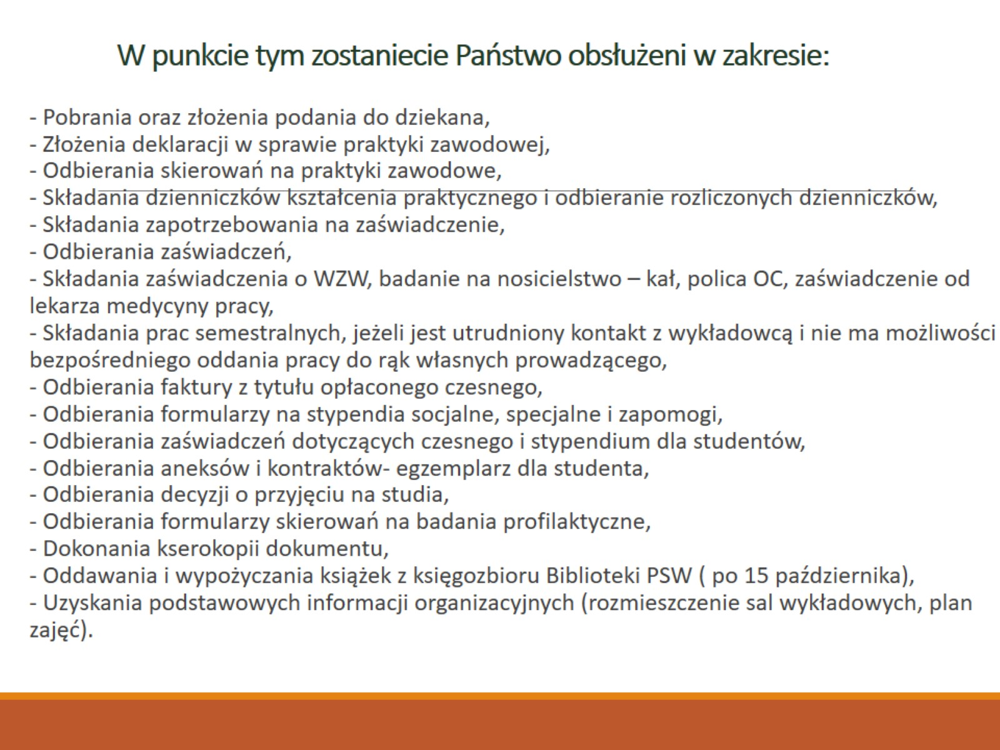 W punkcie tym zostaniecie Państwo obsłużeni w zakresie:
- Pobrania oraz złożenia podania do dziekana,
- Złożenia deklaracji w sprawie praktyki zawodowej,
- Odbierania skierowań na praktyki zawodowe,
- Składania dzienniczków kształcenia praktycznego i odbieranie rozliczonych dzienniczków,
- Składania zapotrzebowania na zaświadczenie,
- Odbierania zaświadczeń,
- Składania zaświadczenia o WZW, badanie na nosicielstwo – kał, polica OC, zaświadczenie od
lekarza medycyny pracy,
- Składania prac semestralnych, jeżeli jest utrudniony kontakt z wykładowcą i nie ma możliwości
bezpośredniego oddania pracy do rąk własnych prowadzącego,
- Odbierania faktury z tytułu opłaconego czesnego,
- Odbierania formularzy na stypendia socjalne, specjalne i zapomogi,
- Odbierania zaświadczeń dotyczących czesnego i stypendium dla studentów,
- Odbierania aneksów i kontraktów- egzemplarz dla studenta,
- Odbierania decyzji o przyjęciu na studia,
- Odbierania formularzy skierowań na badania profilaktyczne,
- Dokonania kserokopii dokumentu,
- Oddawania i wypożyczania książek z księgozbioru Biblioteki PSW ( po 15 października),
- Uzyskania podstawowych informacji organizacyjnych (rozmieszczenie sal wykładowych, plan
zajęć).